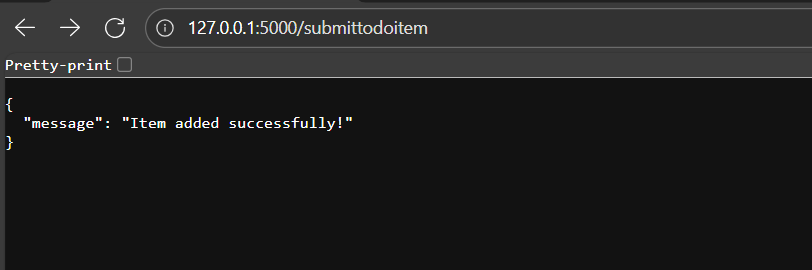 127.0.0.1:5000/submittodoitem
Pretty-print
{
  "message": "Item added successfully!"
}